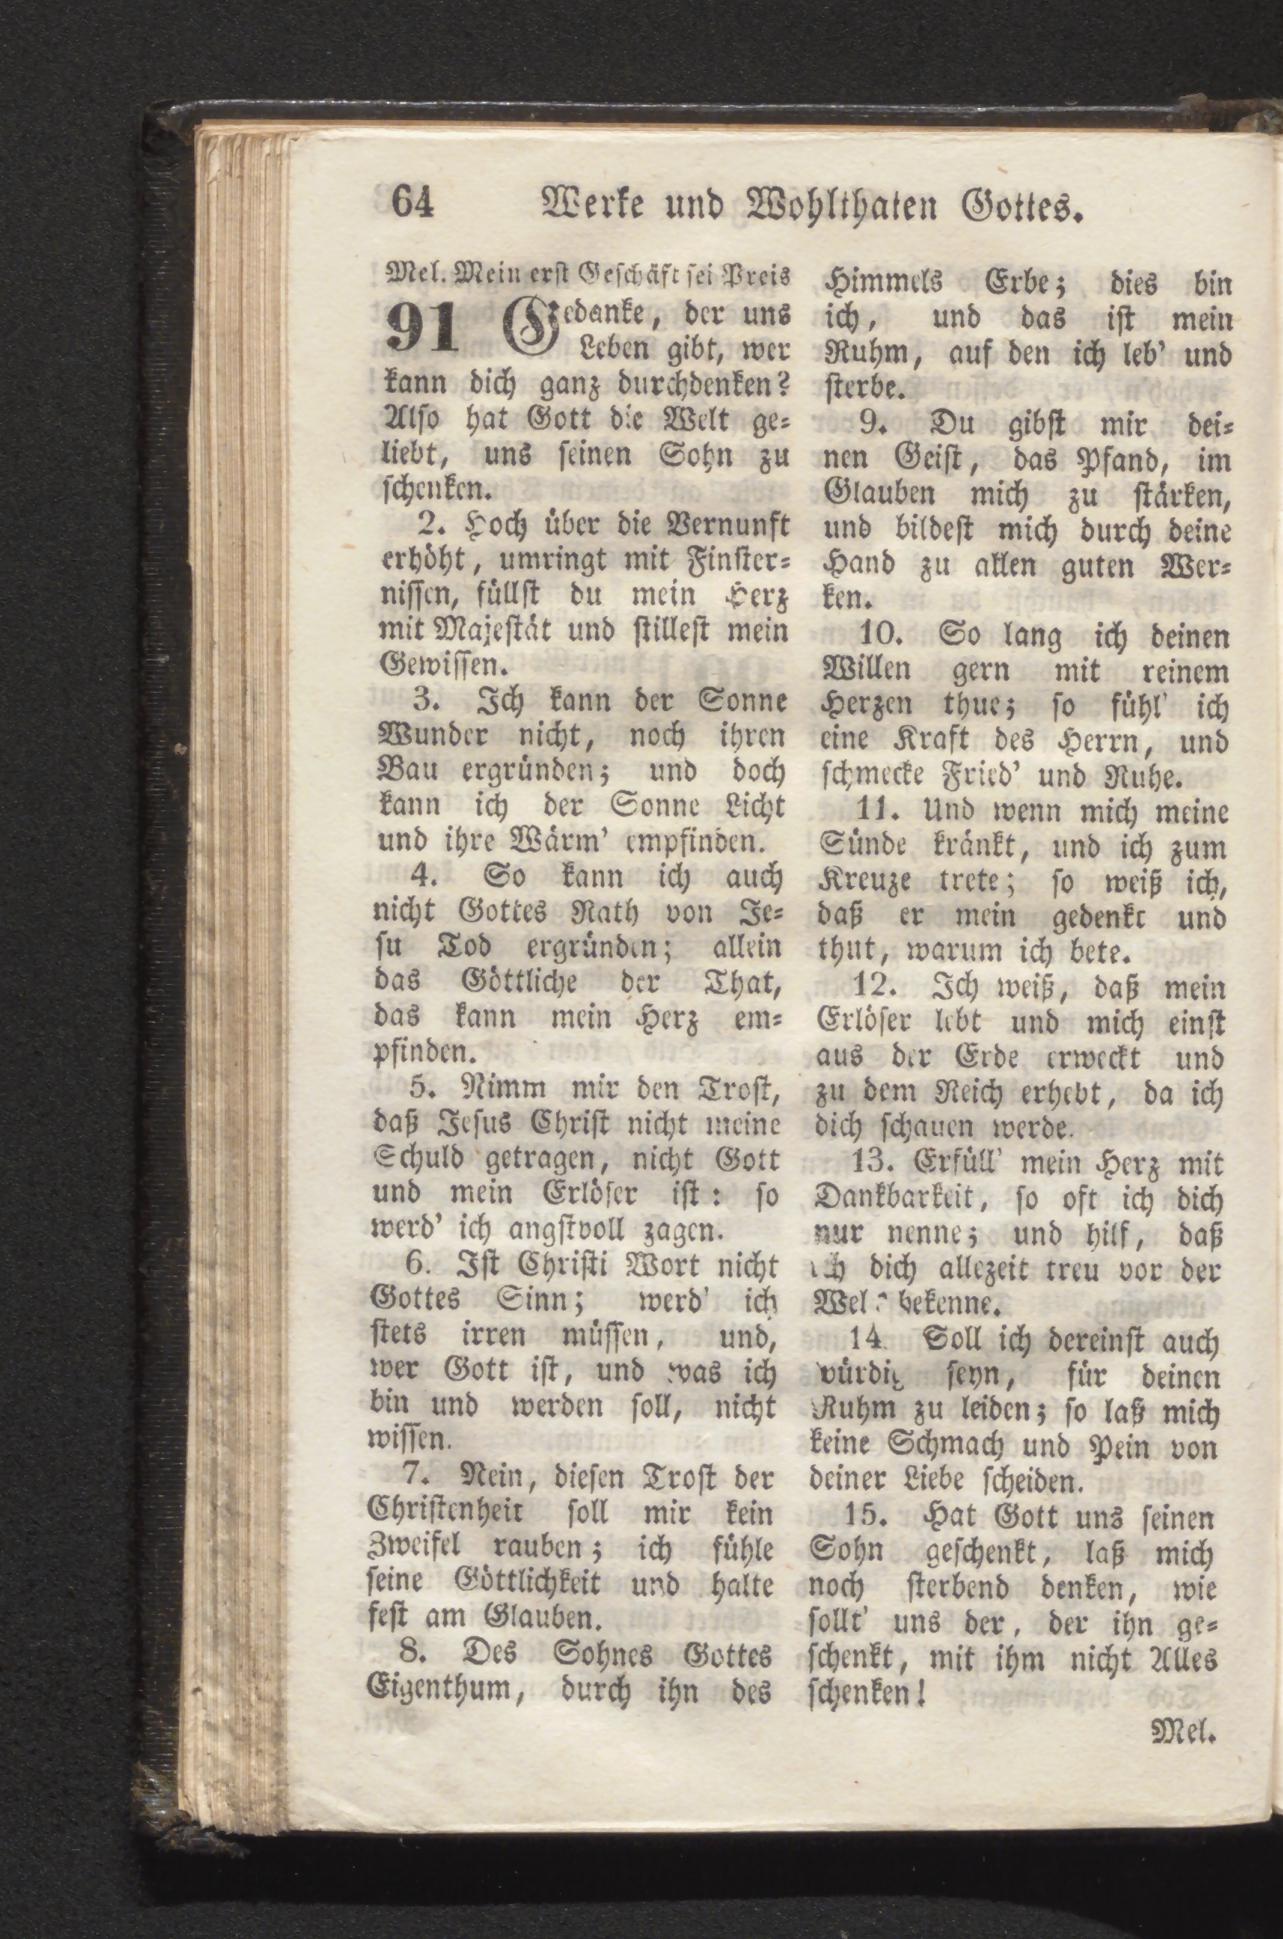 64 Werke und Wohlthaten Gottes.
Mel. Mein erst Geschäft sei Preis
91 Gedanke, der uns
Leben gibt, wer
kann dich ganz durchdenken?
Also hat Gott die Welt ge-
liebt, uns seinen Sohn zu
schenken.
2. Hoch über die Vernunft
erhöht, umringt mit Finster-
nissen, füllst du mein Herz
mit Majestät und stillest mein
Gewissen.
3. Ich kann der Sonne
Wunder nicht, noch ihren
Bau ergründen; und doch
kann ich der Sonne Licht
und ihre Wärm' empfinden.
4. So kann ich auch
nicht Gottes Rath von Je-
su Tod ergründen; allein
das Göttliche der That,
das kann mein Herz em-
pfinden.
5. Nimm mir den Trost,
daß Jesus Christ nicht meine
Schuld getragen, nicht Gott
und mein Erlöser ist: so
werd' ich angstvoll zagen.
6. Ist Christi Wort nicht
Gottes Sinn; werd' ich
stets irren müssen, und,
wer Gott ist, und was ich
bin und werden soll, nicht
wissen.
7. Nein, diesen Trost der
Christenheit soll mir kein
Zweifel rauben; ich fühle
seine Göttlichkeit und halte
fest am Glauben.
8. Des Sohnes Gottes
Eigenthum, durch ihn des
Himmels Erbe; dies bin
ich, und das ist mein
Ruhm, auf den ich leb' und
sterbe.
9. Du gibst mir dei-
nen Geist, das Pfand, im
Glauben mich zu stärken,
und bildest mich durch deine
Hand zu allen guten Wer-
ken.
10. So lang ich deinen
Willen gern mit reinem
Herzen thue; so fühl' ich
eine Kraft des Herrn, und
schmecke Fried' und Ruhe.
11. Und wenn mich meine
Sünde kränkt, und ich zum
Kreuze trete; so weiß ich,
daß er mein gedenkt und
thut, warum ich bete.
12. Ich weiß, daß mein
Erlöser lebt und mich einst
aus der Erde erweckt und
zu dem Reich erhebt, da ich
dich schauen werde.
13. Erfüll' mein Herz mit
Dankbarkeit, so oft ich dich
nur nenne; und hilf, daß
ich dich allezeit treu vor der
Welt bekenne.
14. Soll ich dereinst auch
würdig seyn, für deinen
Ruhm zu leiden; so laß mich
keine Schmach und Pein von
deiner Liebe scheiden.
15. Hat Gott uns seinen
Sohn geschenkt, laß mich
noch sterbend denken, wie
sollt' uns der, der ihn ge-
schenkt, mit ihm nicht Alles
schenken!
Mel.